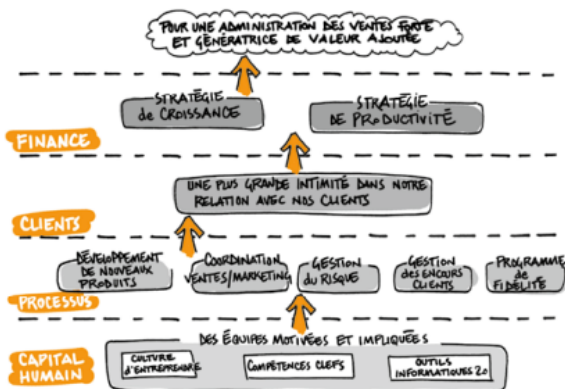 POUR UNE ADMINISTRATION DES VENTES FORTE
ET GÉNÉRATRICE DE VALEUR AJOUTÉE
STRATÉGIE
de CROISSANCE
STRATÉGIE
DE PRODUCTIVITÉ
FINANCE
UNE PLUS GRANDE INTIMITÉ DANS NOTRE
RELATION AVEC NOS CLIENTS
CLIENTS
DÉVELOPPEMENT
DE NOUVEAUX
PRODUITS
COORDINATION
VENTES/MARKETING
GESTION
DU RISQUE
GESTION
des ENCOURS
CLIENTS
PROGRAMME
de
FIDÉLITÉ
PROCESSUS
DES ÉQUIPES MOTIVÉES ET IMPLIQUÉES
CAPITAL
HUMAIN
CULTURE
D'ENTREPRENDRE
COMPÉTENCES CLEFS
OUTILS
INFORMATIQUES 2.0